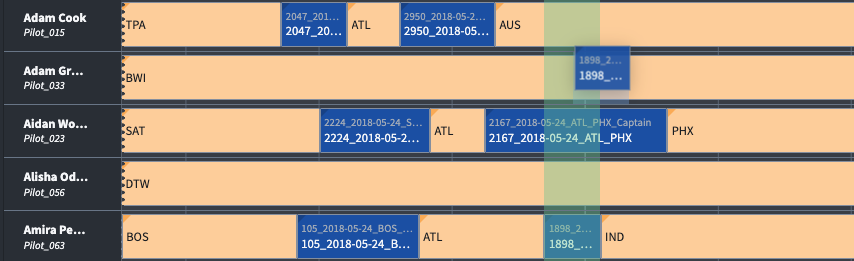 Adam Cook
Pilot_015
TPA
2047_201...
2047_20...
ATL
2950_2018-05-2...
2950_2018-05...
AUS
Adam Gr...
Pilot_033
BWI
1898_2...
1898_...
Aidan Wo...
Pilot_023
SAT
2224_2018-05-24_S...
2224_2018-05-2...
ATL
2167_2018-05-24_ATL_PHX_Captain
2167_2018-05-24_ATL_PHX
PHX
Alisha Od...
Pilot_056
DTW
Amira Pe...
Pilot_063
BOS
105_2018-05-24_BOS_...
105_2018-05-24_B...
ATL
1898_2...
1898_...
IND